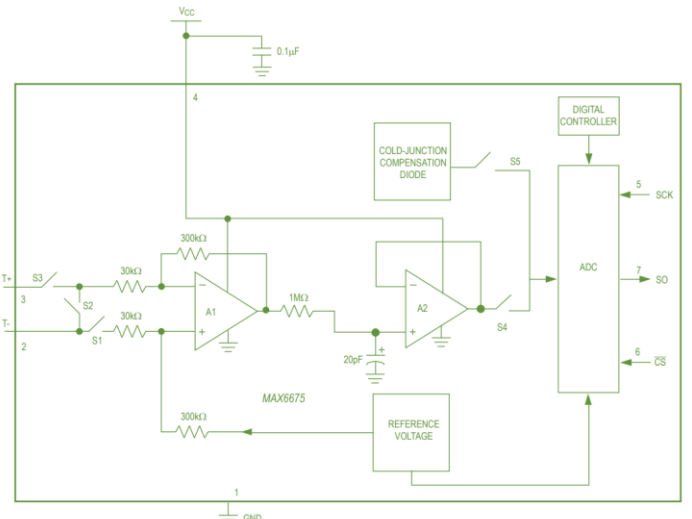 VCC
0.1µF
4
DIGITAL
CONTROLLER
COLD-JUNCTION
COMPENSATION
DIODE
S5
5
SCK
300kΩ
T+
S3
30kΩ
3
S2
A1
1MΩ
A2
ADC
7
SO
T-
S1
30kΩ
2
S4
20pF
6
CS
MAX6675
300kΩ
REFERENCE
VOLTAGE
1
GND